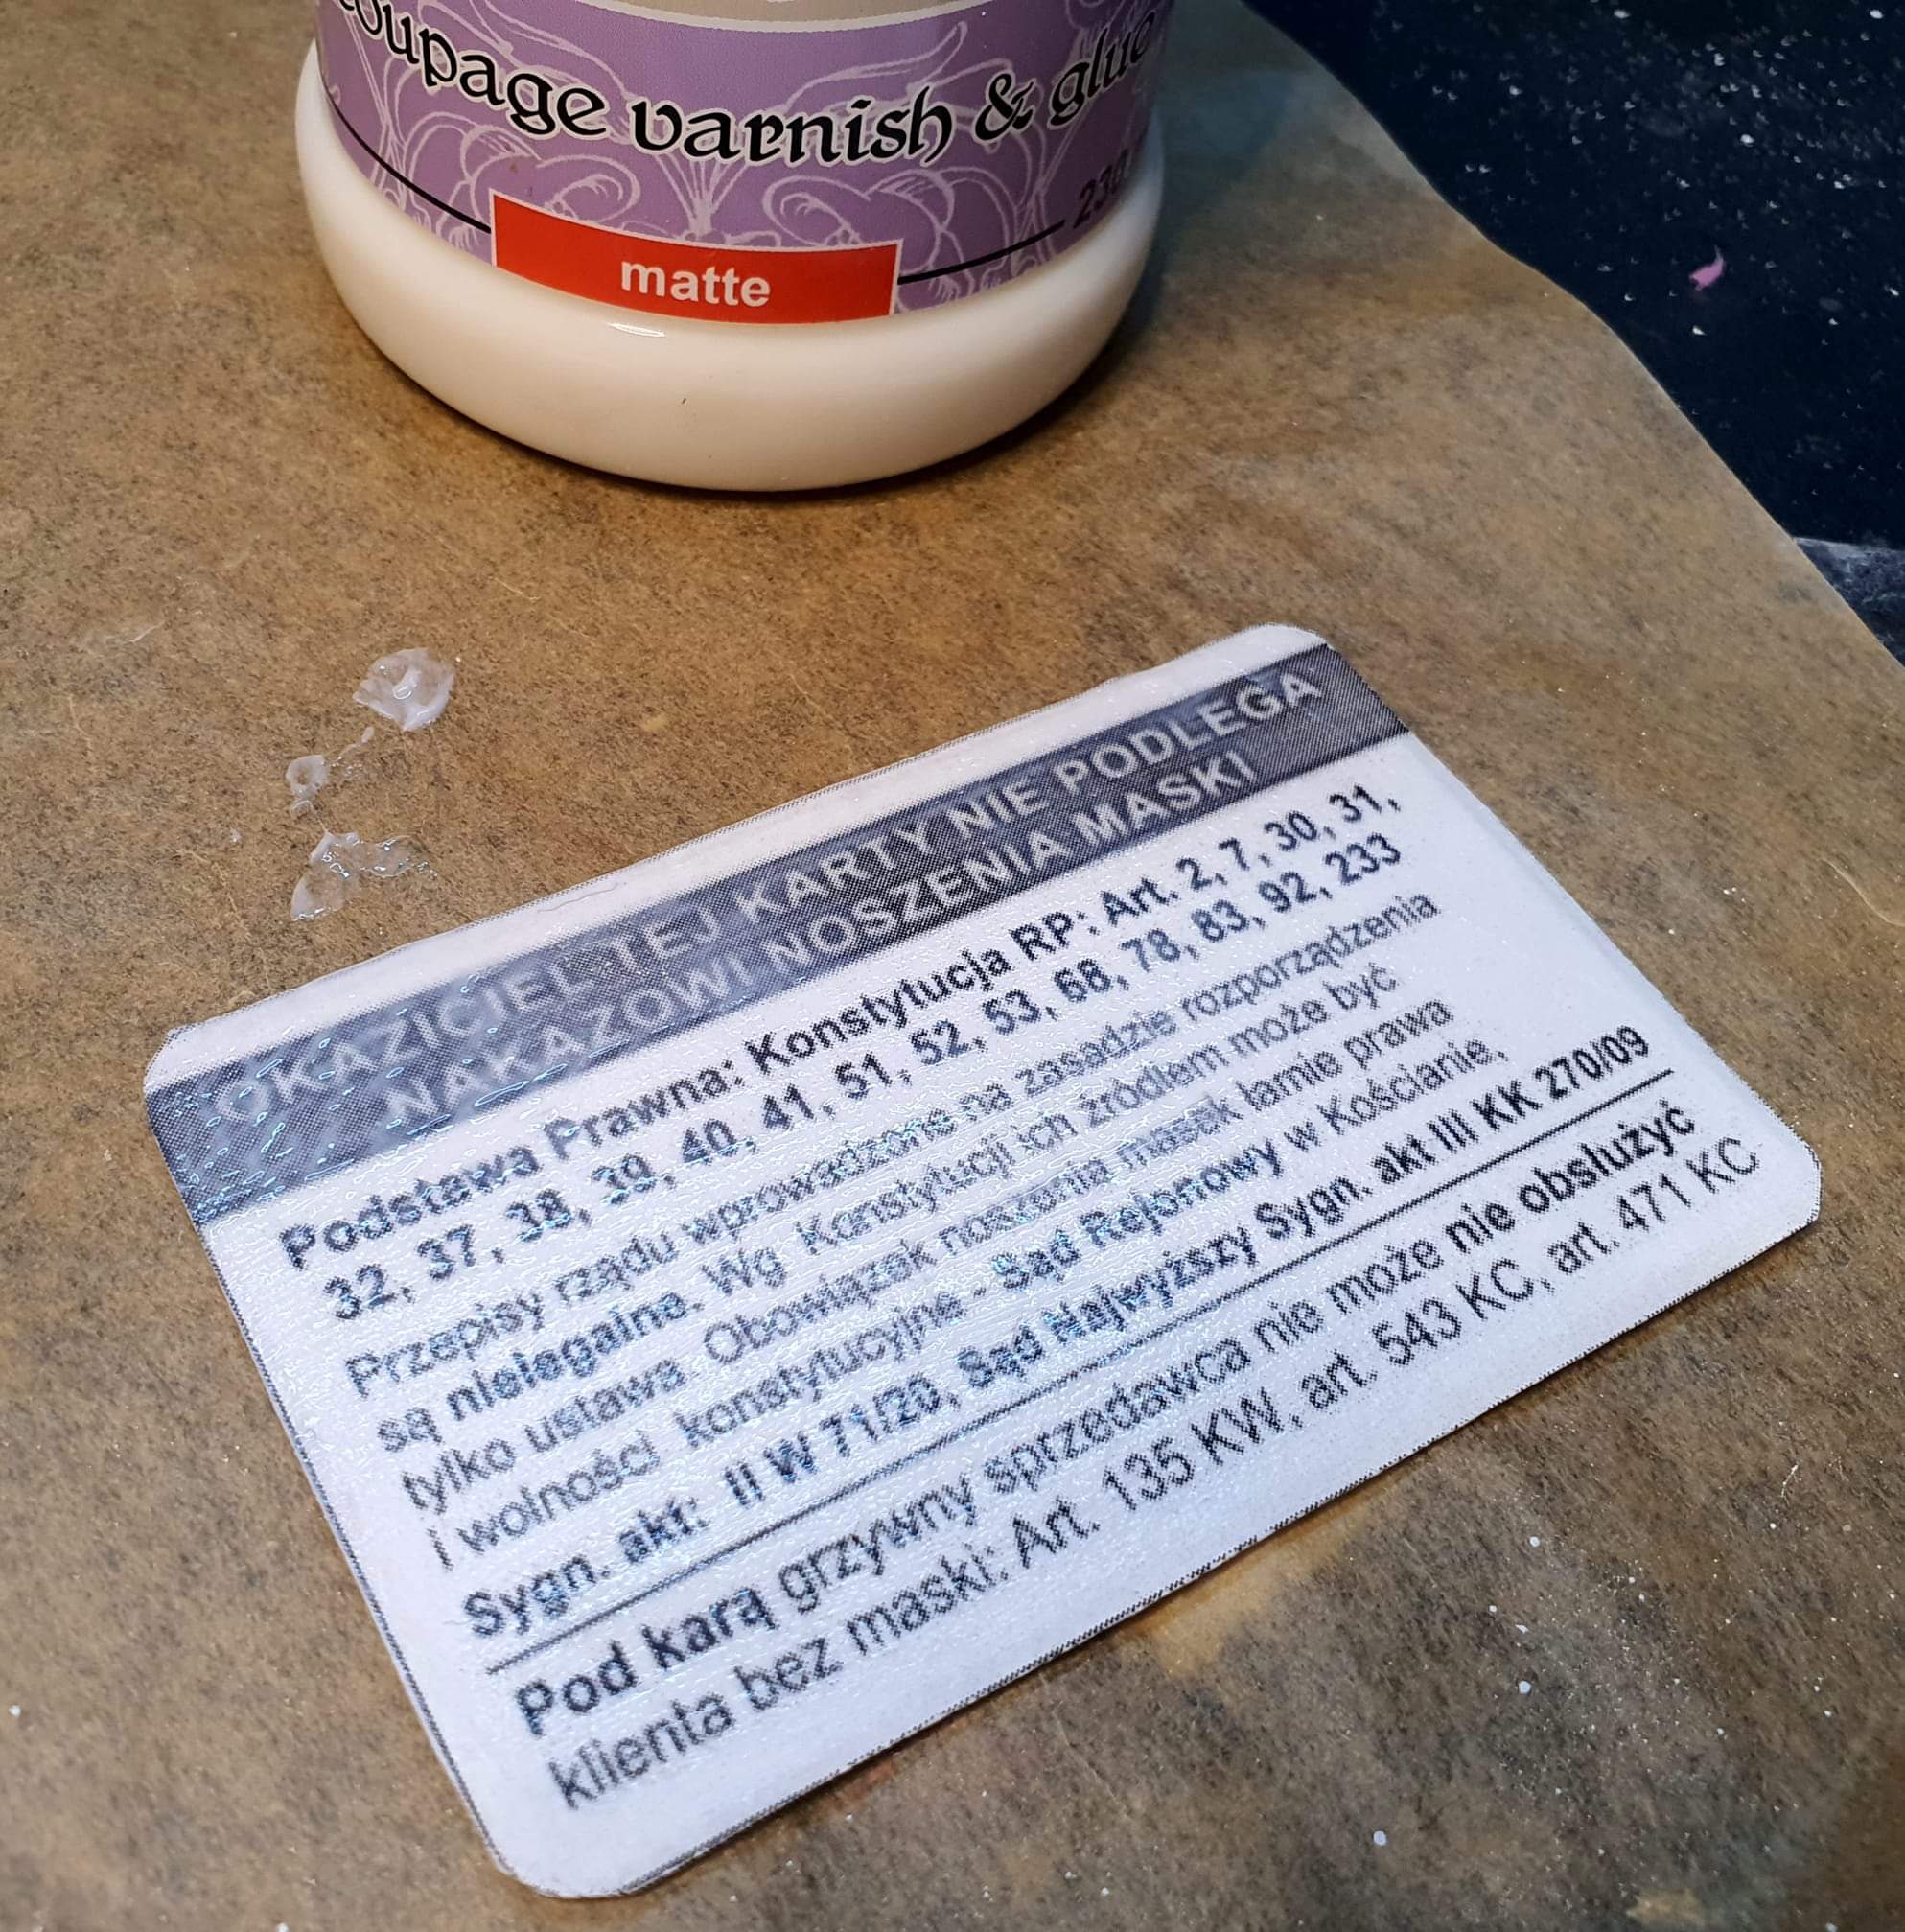 coupage varnish & glue
230
matte
OKAZICIEL TEJ KARTY NIE PODLEGA
NAKAZOWI NOSZENIA MASKI
Podstawa Prawna: Konstytucja RP: Art. 2, 7, 30, 31,
32, 37, 38, 39, 40, 41, 51, 52, 53, 68, 78, 83, 92, 233
Przepisy rządu wprowadzone na zasadzie rozporządzenia
są nielegalne. Wg Konstytucji ich źródłem może być
tylko ustawa. Obowiązek noszenia masek łamie prawa
i wolności konstytucyjne - Sąd Rejonowy w Kościanie,
Sygn. akt: II W 71/20, Sąd Najwyższy Sygn. akt III KK 270/09
Pod karą grzywny sprzedawca nie może nie obsłużyć
klienta bez maski: Art. 135 KW, art. 543 KC, art. 471 KC